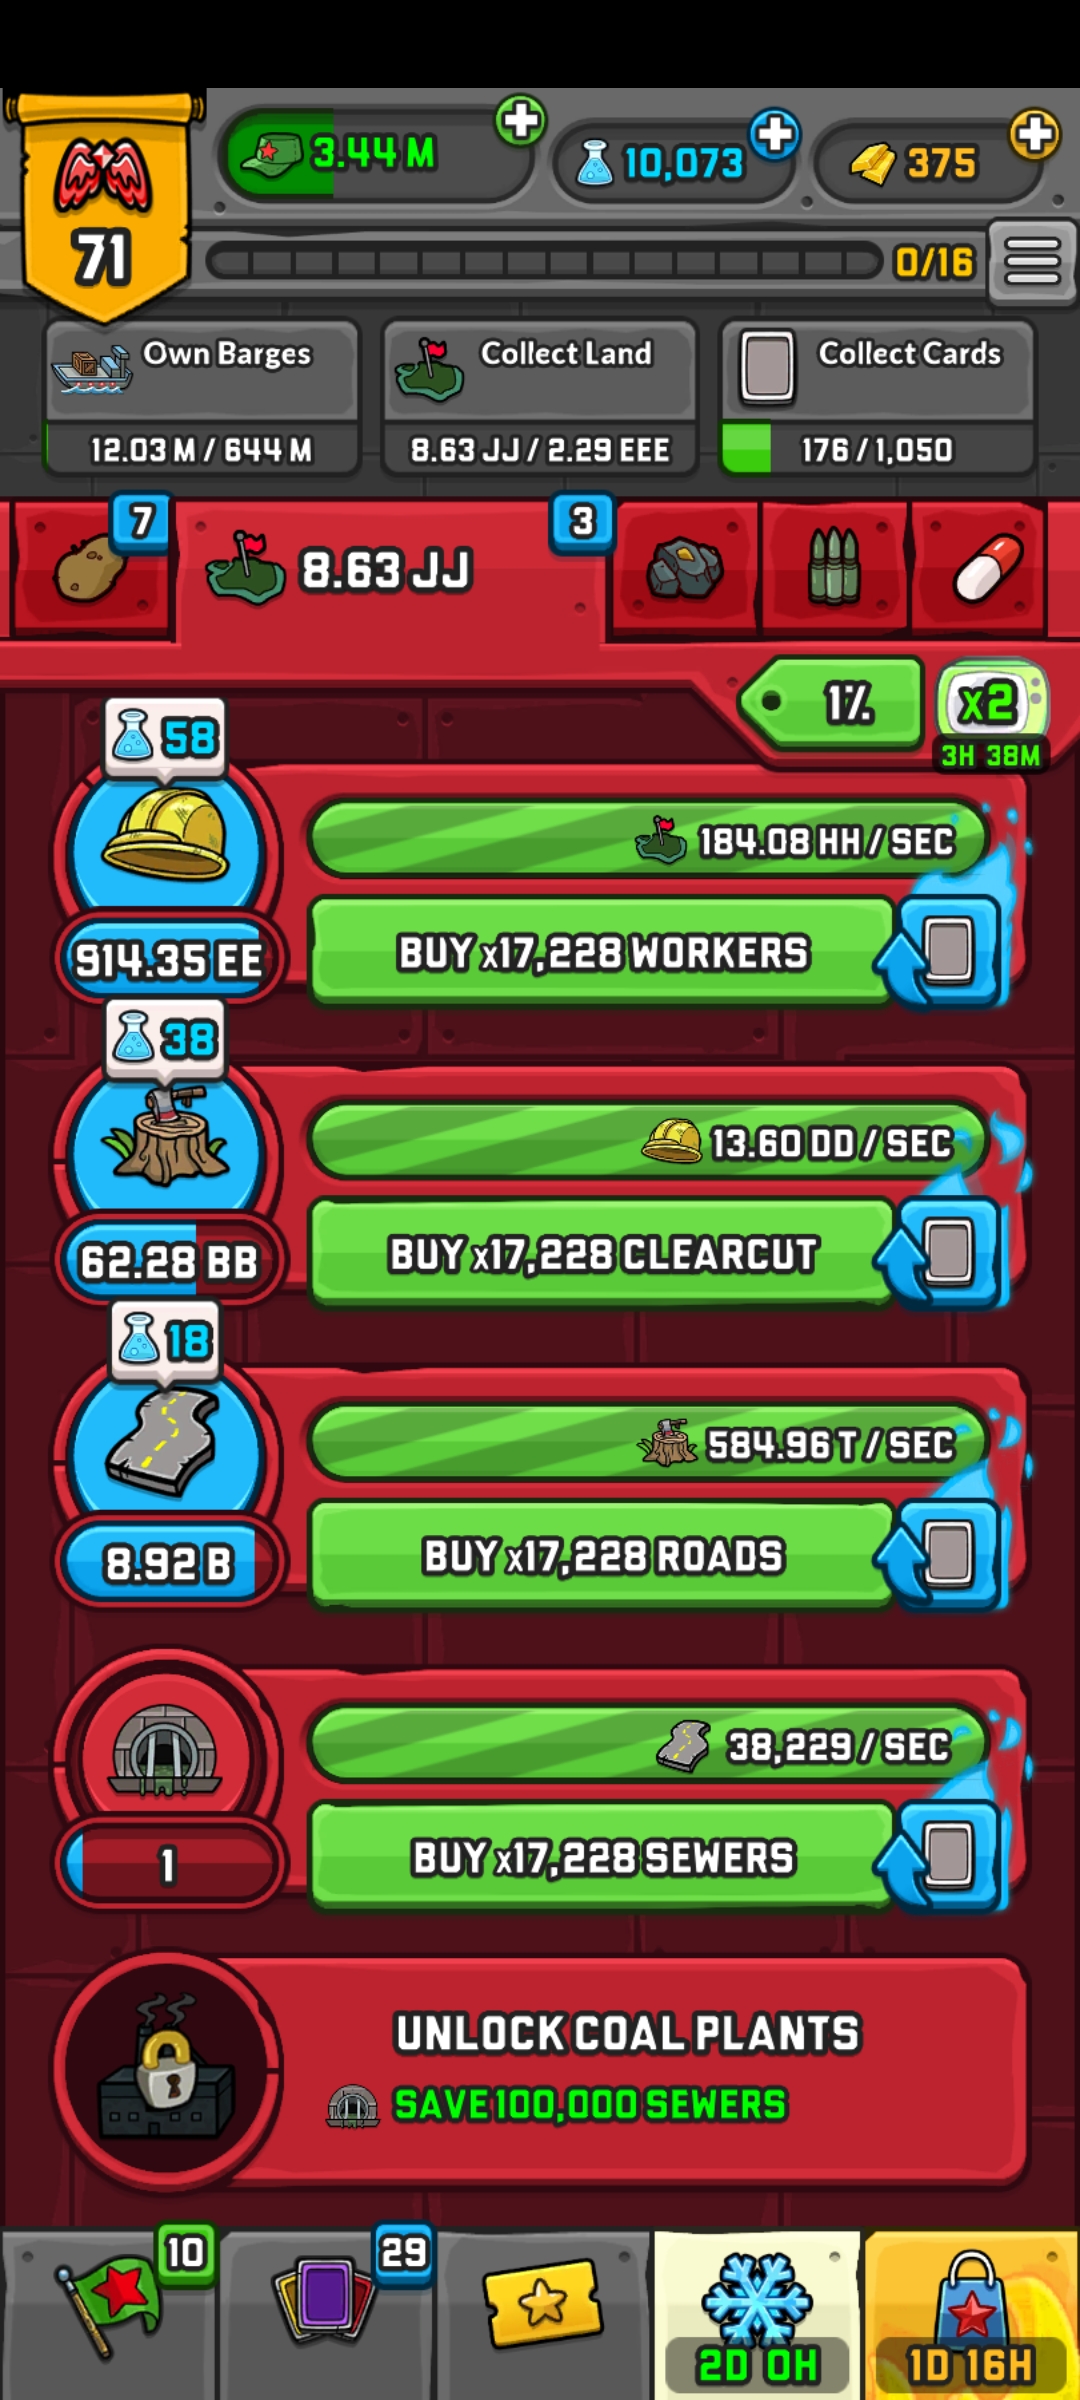 3.44 M
10,073
375
71
0/16
Own Barges
12.03 M / 644 M
Collect Land
8.63 JJ / 2.29 EEE
Collect Cards
176 / 1,050
7
8.63 JJ
3
1%
x2
3H 38M
58
184.08 HH / SEC
914.35 EE
BUY x17,228 WORKERS
38
13.60 DD / SEC
62.28 BB
BUY x17,228 CLEARCUT
18
584.96 T / SEC
8.92 B
BUY x17,228 ROADS
38,229 / SEC
1
BUY x17,228 SEWERS
UNLOCK COAL PLANTS
SAVE 100,000 SEWERS
10
29
2D 0H
1D 16H